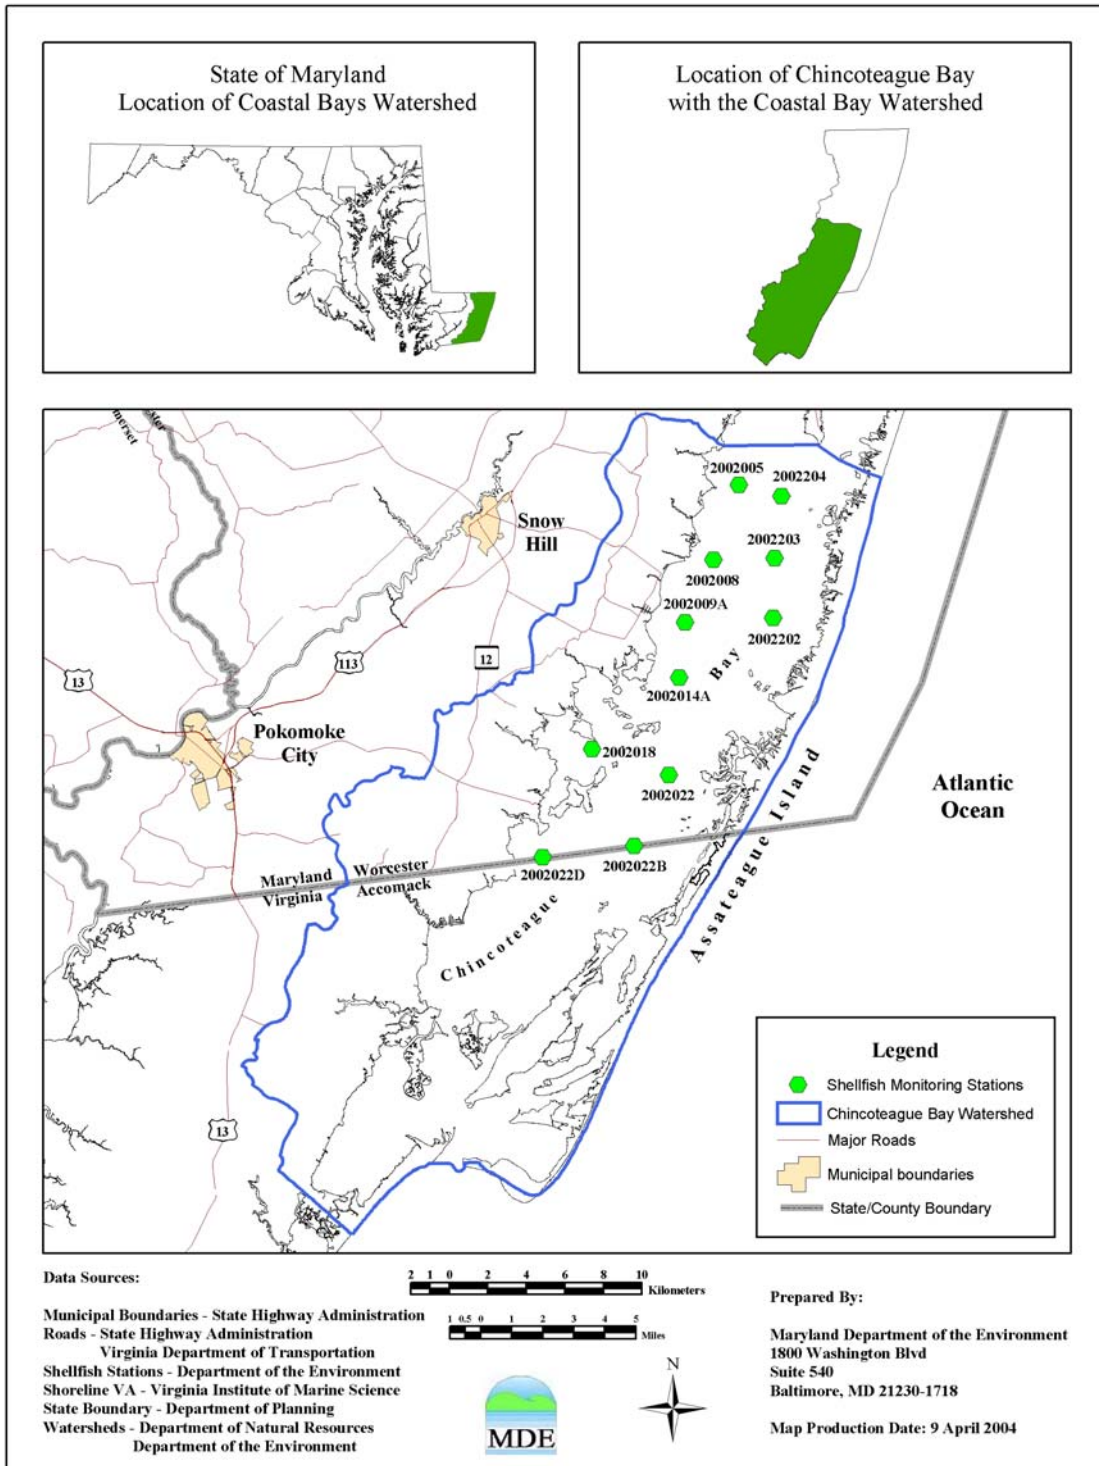 State of Maryland
Location of Coastal Bays Watershed
Location of Chincoteague Bay
with the Coastal Bay Watershed
2002005
2002204
Snow
Hill
2002203
2002008
2002009A
2002202
113
12
13
Bay
2002014A
Pokomoke
City
2002018
2002022
Atlantic
Ocean
Assateague Island
Maryland
Worcester
Virginia
Accomack
2002022D
2002022B
Chincoteague
13
Legend
Shellfish Monitoring Stations
Chincoteague Bay Watershed
Major Roads
Municipal boundaries
State/County Boundary
Data Sources:
Municipal Boundaries - State Highway Administration
Roads - State Highway Administration
Virginia Department of Transportation
Shellfish Stations - Department of the Environment
Shoreline VA - Virginia Institute of Marine Science
State Boundary - Department of Planning
Watersheds - Department of Natural Resources
Department of the Environment
2 1 0 2 4 6 8 10
Kilometers
1 0.5 0 1 2 3 4 5
Miles
MDE
N
Prepared By:
Maryland Department of the Environment
1800 Washington Blvd
Suite 540
Baltimore, MD 21230-1718
Map Production Date: 9 April 2004